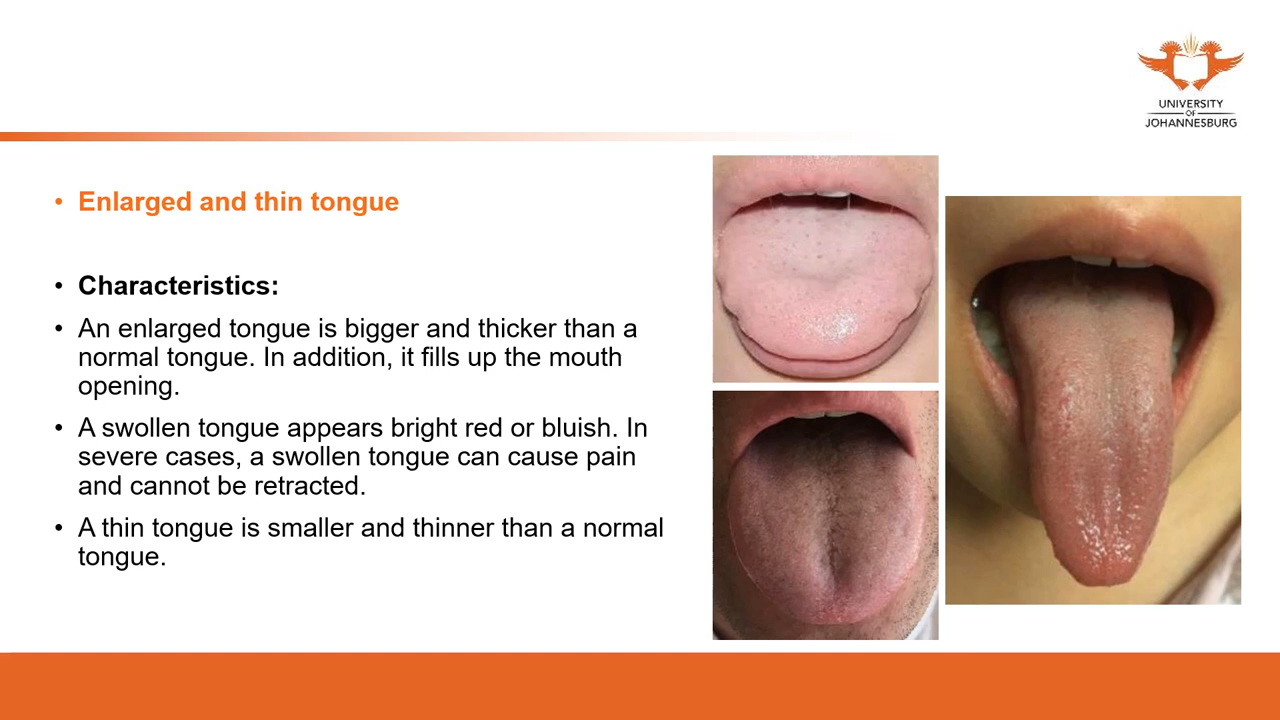 UNIVERSITY
OF
JOHANNESBURG
• Enlarged and thin tongue
• Characteristics:
• An enlarged tongue is bigger and thicker than a
normal tongue. In addition, it fills up the mouth
opening.
• A swollen tongue appears bright red or bluish. In
severe cases, a swollen tongue can cause pain
and cannot be retracted.
• A thin tongue is smaller and thinner than a normal
tongue.